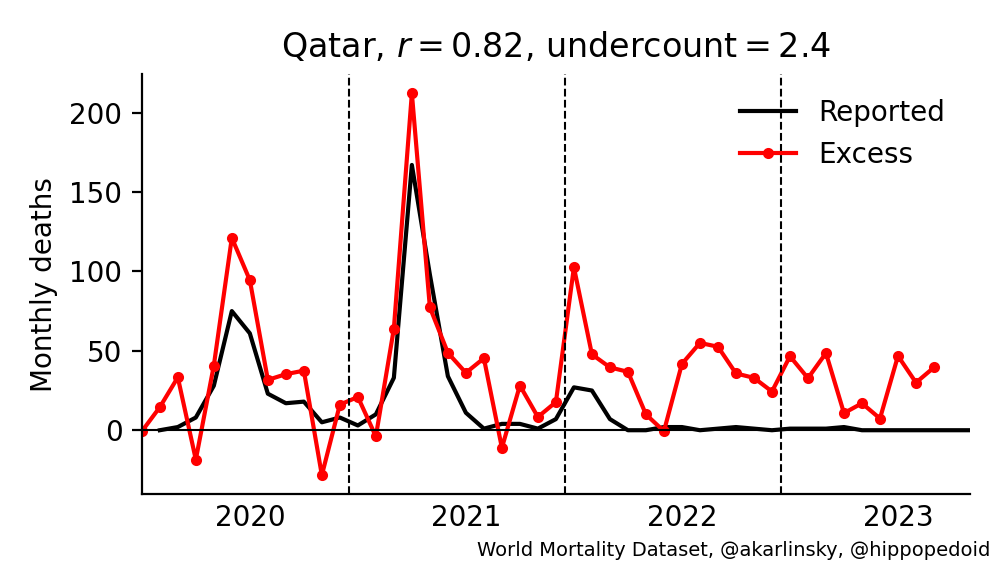 Qatar, r = 0.82, undercount = 2.4
Monthly deaths
200
150
100
50
0
Reported
Excess
2020 2021 2022 2023
World Mortality Dataset, @akarlinsky, @hippopedoid